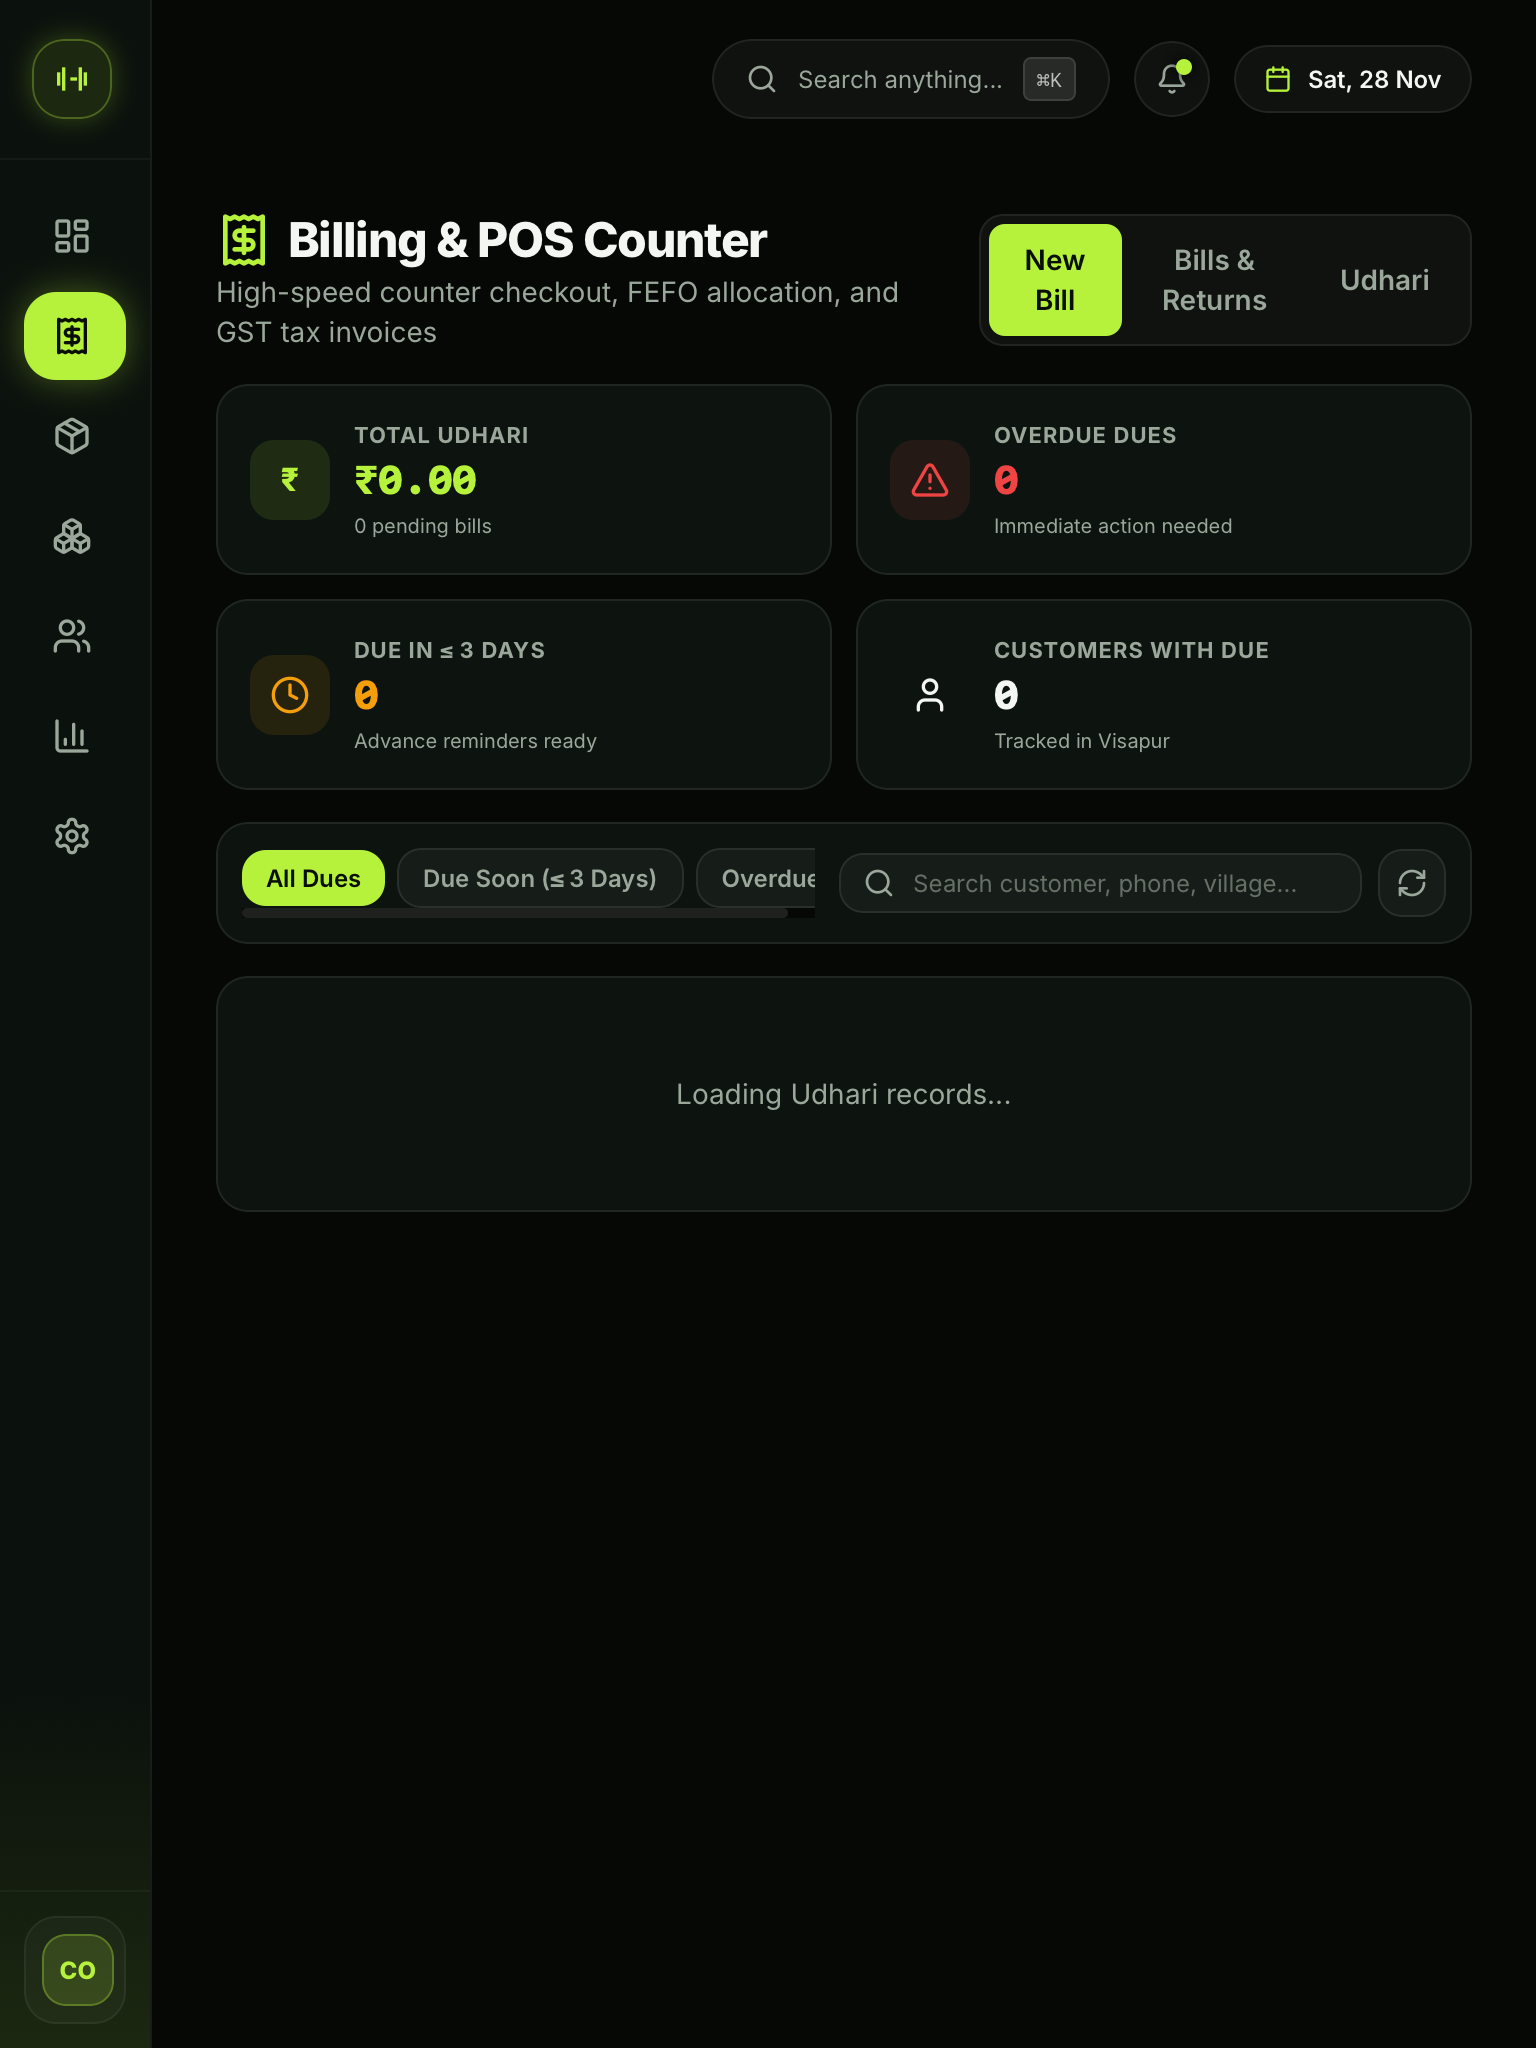 Search anything...
⌘K
Sat, 28 Nov
Billing & POS Counter
High-speed counter checkout, FEFO allocation, and
GST tax invoices
New
Bill
Bills &
Returns
Udhari
₹
TOTAL UDHARI
₹0.00
0 pending bills
OVERDUE DUES
0
Immediate action needed
DUE IN ≤ 3 DAYS
0
Advance reminders ready
CUSTOMERS WITH DUE
0
Tracked in Visapur
All Dues
Due Soon (≤ 3 Days)
Overdue
Search customer, phone, village...
Loading Udhari records...
CO